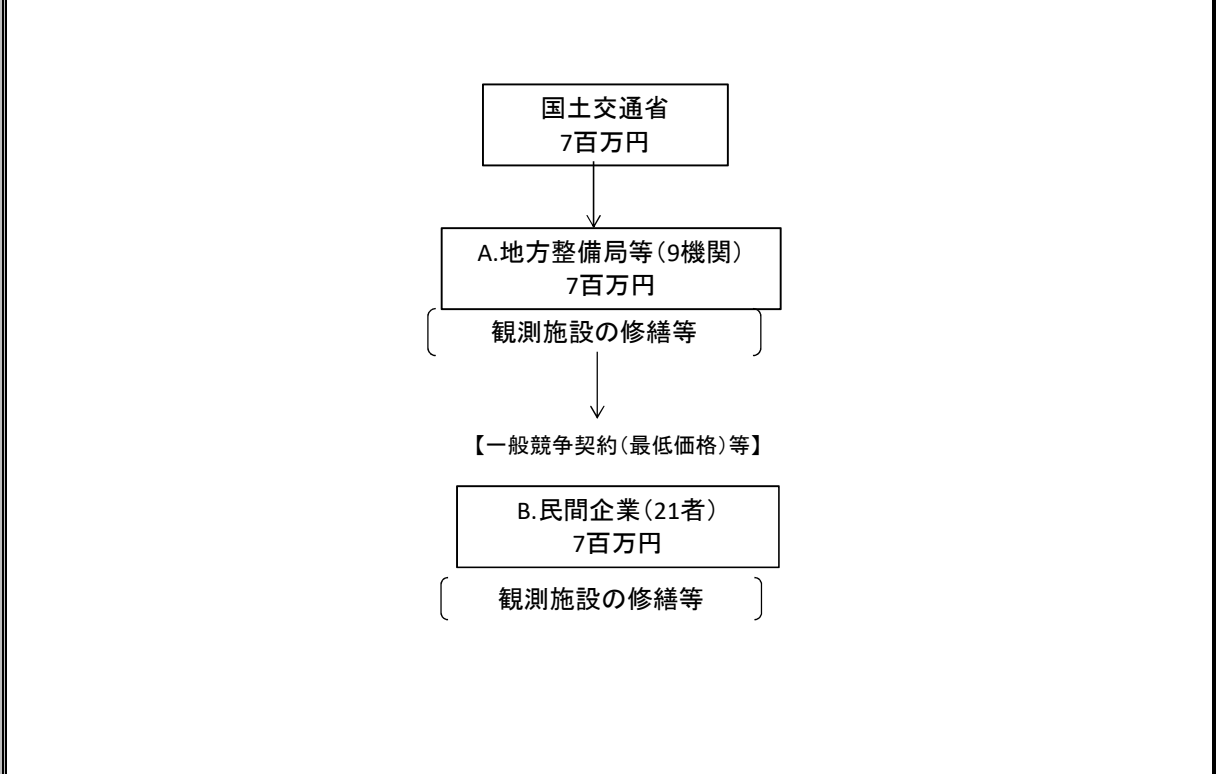 国土交通省
7百万円
A.地方整備局等（9機関）
7百万円
観測施設の修繕等
【一般競争契約（最低価格）等】
B.民間企業（21者）
7百万円
観測施設の修繕等